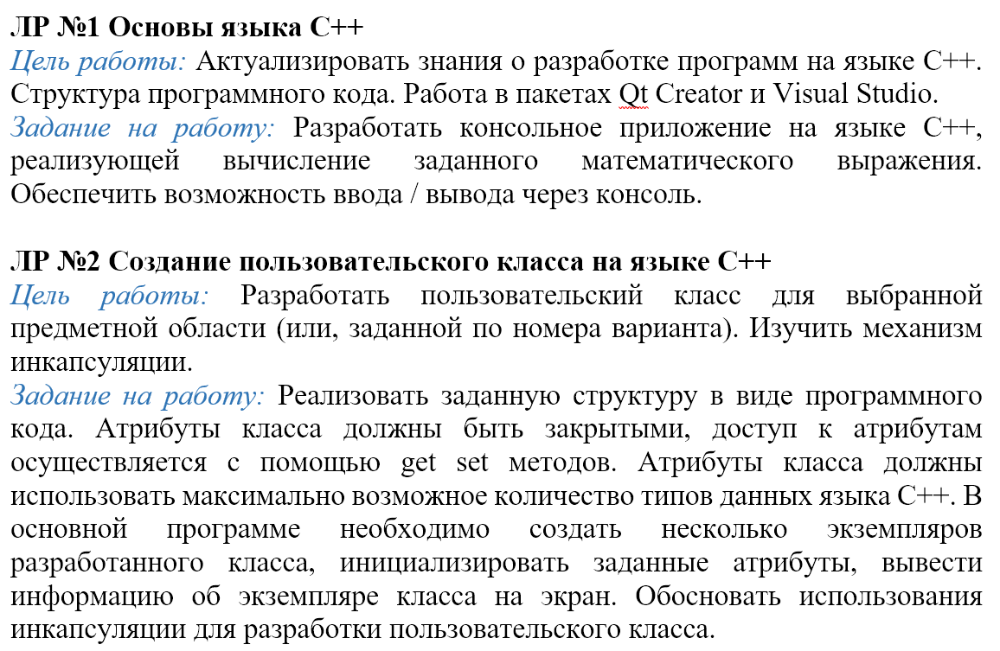 ЛР №1 Основы языка С++
Цель работы: Актуализировать знания о разработке программ на языке С++.
Структура программного кода. Работа в пакетах Qt Creator и Visual Studio.
Задание на работу: Разработать консольное приложение на языке С++,
реализующей вычисление заданного математического выражения.
Обеспечить возможность ввода / вывода через консоль.
ЛР №2 Создание пользовательского класса на языке С++
Цель работы: Разработать пользовательский класс для выбранной
предметной области (или, заданной по номера варианта). Изучить механизм
инкапсуляции.
Задание на работу: Реализовать заданную структуру в виде программного
кода. Атрибуты класса должны быть закрытыми, доступ к атрибутам
осуществляется с помощью get set методов. Атрибуты класса должны
использовать максимально возможное количество типов данных языка С++. В
основной программе необходимо создать несколько экземпляров
разработанного класса, инициализировать заданные атрибуты, вывести
информацию об экземпляре класса на экран. Обосновать использования
инкапсуляции для разработки пользовательского класса.